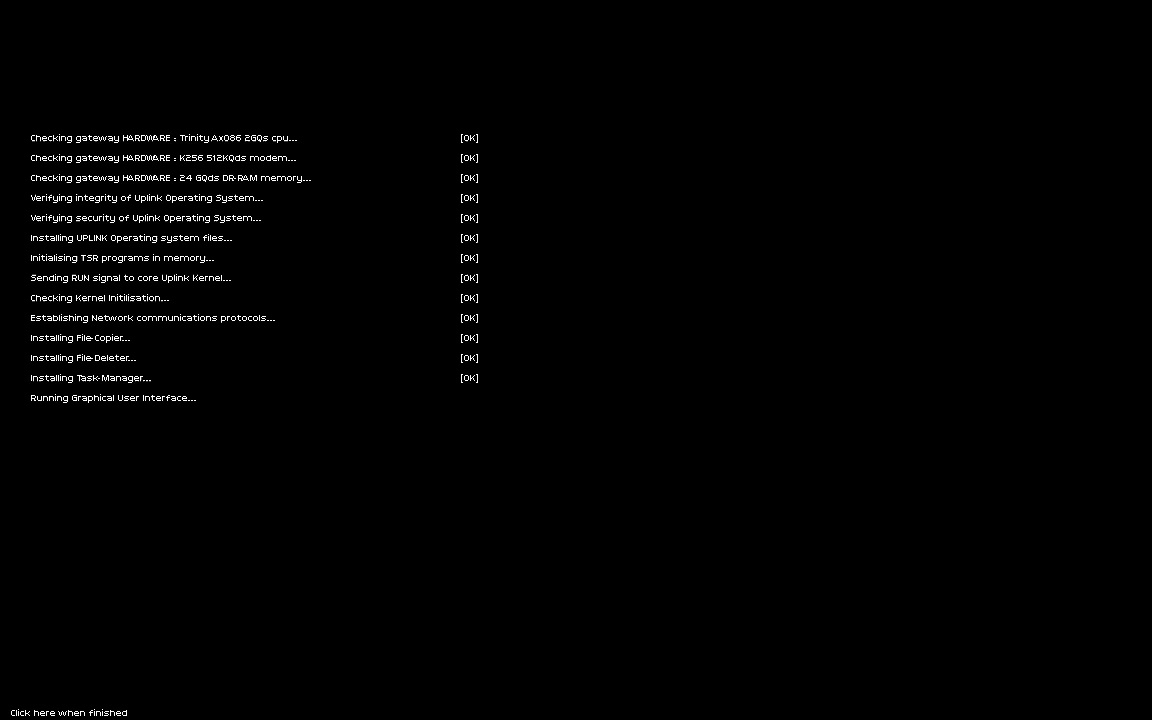 Checking gateway HARDWARE : Trinity Ax086 2GQs cpu... [OK]
Checking gateway HARDWARE : K256 512KQds modem... [OK]
Checking gateway HARDWARE : 24 GQds DR-RAM memory... [OK]
Verifying integrity of Uplink Operating System... [OK]
Verifying security of Uplink Operating System... [OK]
Installing UPLINK Operating system files... [OK]
Initialising TSR programs in memory... [OK]
Sending RUN signal to core Uplink Kernel... [OK]
Checking Kernel Initilisation... [OK]
Establishing Network communications protocols... [OK]
Installing File-Copier... [OK]
Installing File-Deleter... [OK]
Installing Task-Manager... [OK]
Running Graphical User Interface...
Click here when finished